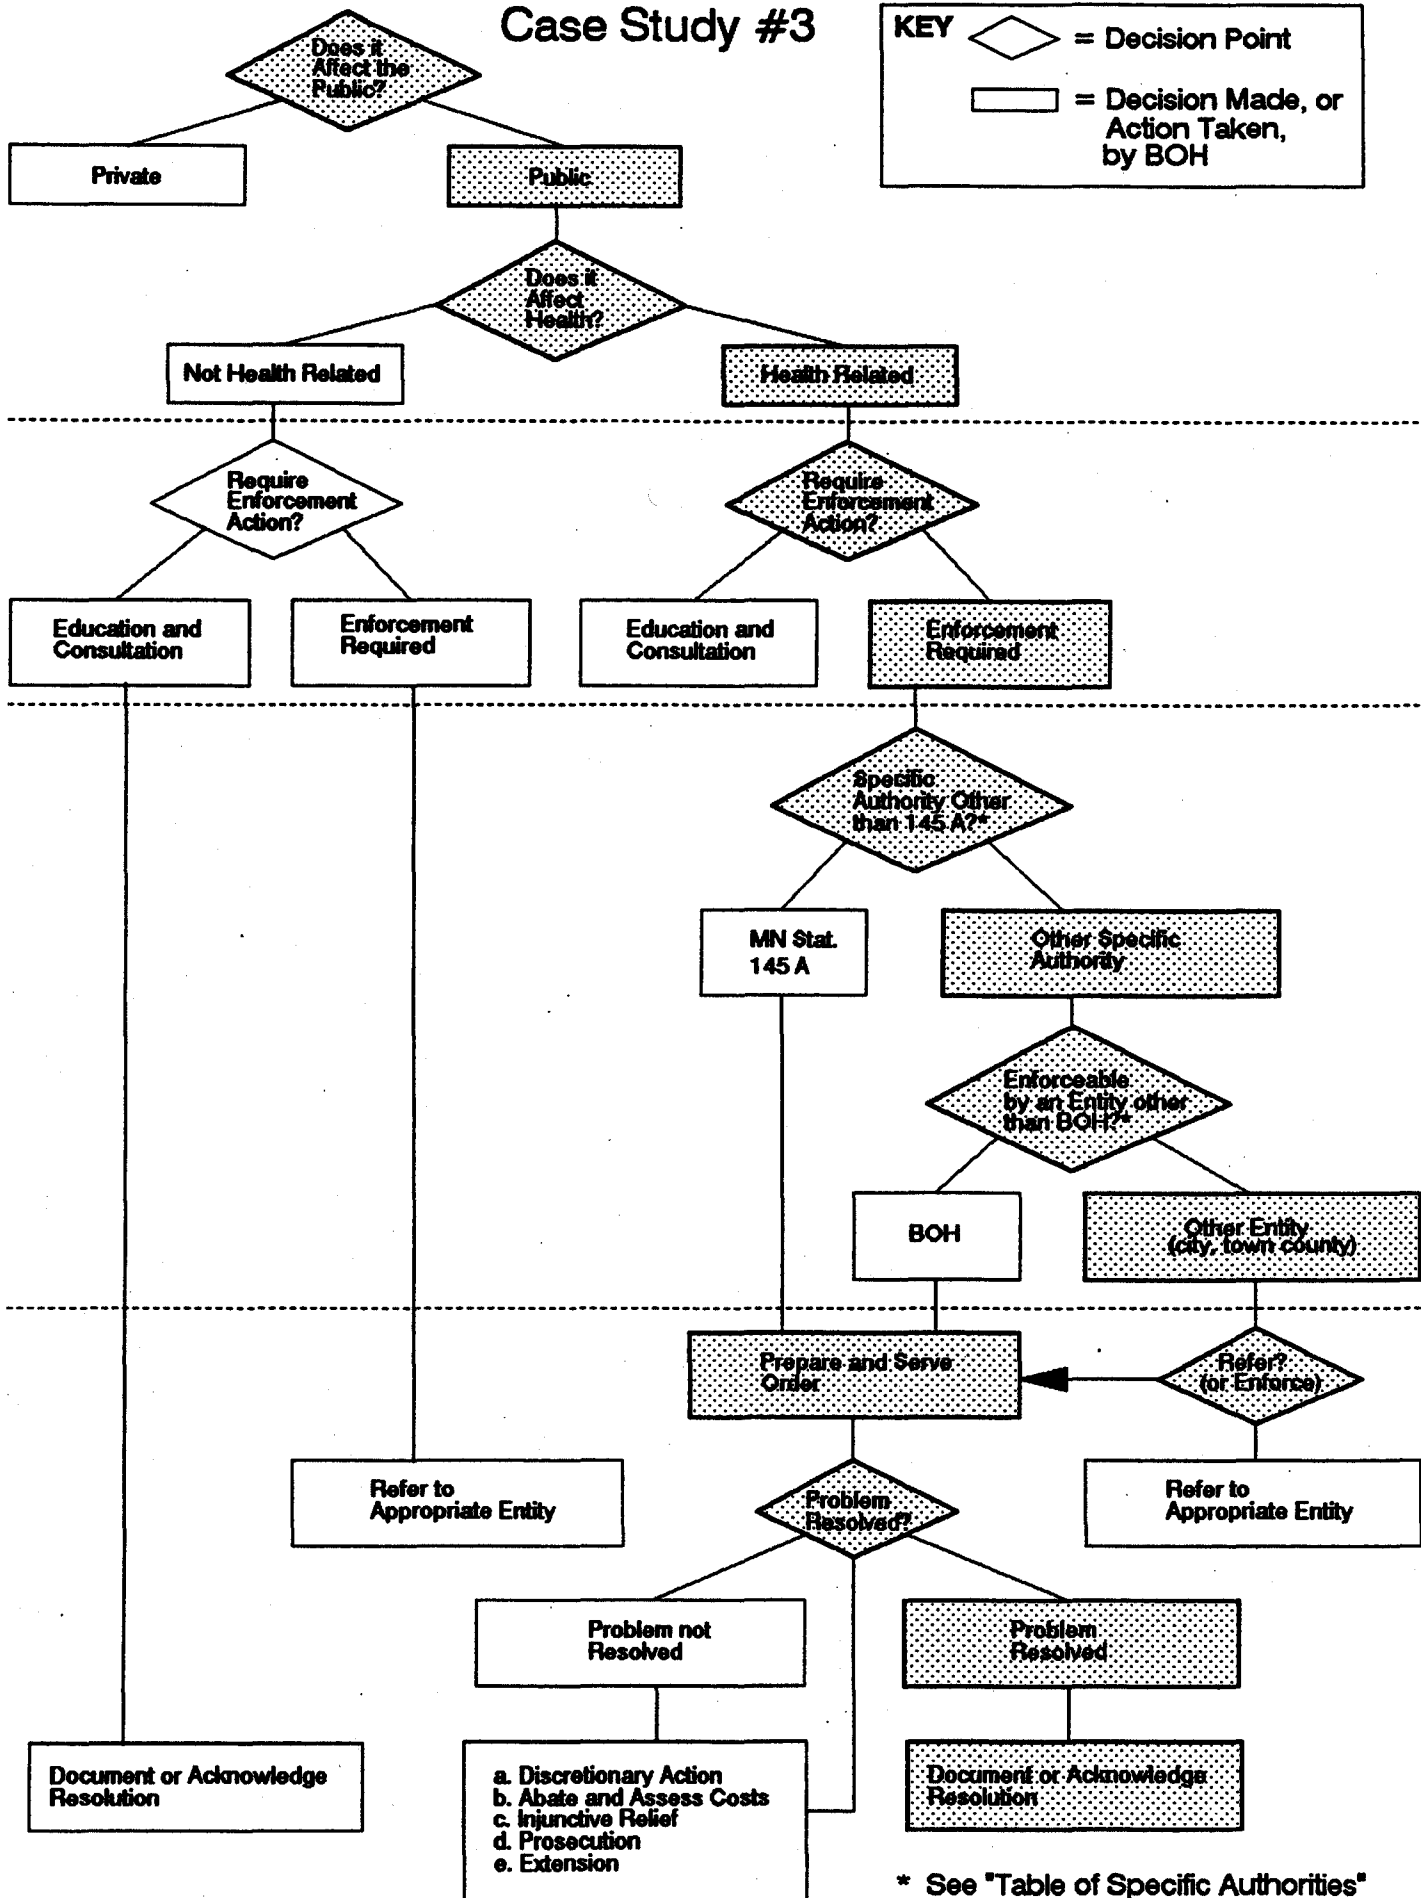 Case Study #3
KEY
= Decision Point
= Decision Made, or
Action Taken,
by BOH
Does it
Affect the
Public?
Private
Public
Does it
Affect
Health?
Not Health Related
Health Related
Require
Enforcement
Action?
Require
Enforcement
Action?
Education and
Consultation
Enforcement
Required
Education and
Consultation
Enforcement
Required
Specific
Authority Other
than 145 A?*
MN Stat.
145 A
Other Specific
Authority
Enforceable
by an Entity other
than BOH?*
BOH
Other Entity
(city, town county)
Prepare and Serve
Order
Refer?
(or Enforce)
Refer to
Appropriate Entity
Problem
Resolved?
Refer to
Appropriate Entity
Problem not
Resolved
Problem
Resolved
Document or Acknowledge
Resolution
a. Discretionary Action
b. Abate and Assess Costs
c. Injunctive Relief
d. Prosecution
e. Extension
Document or Acknowledge
Resolution
* See "Table of Specific Authorities"